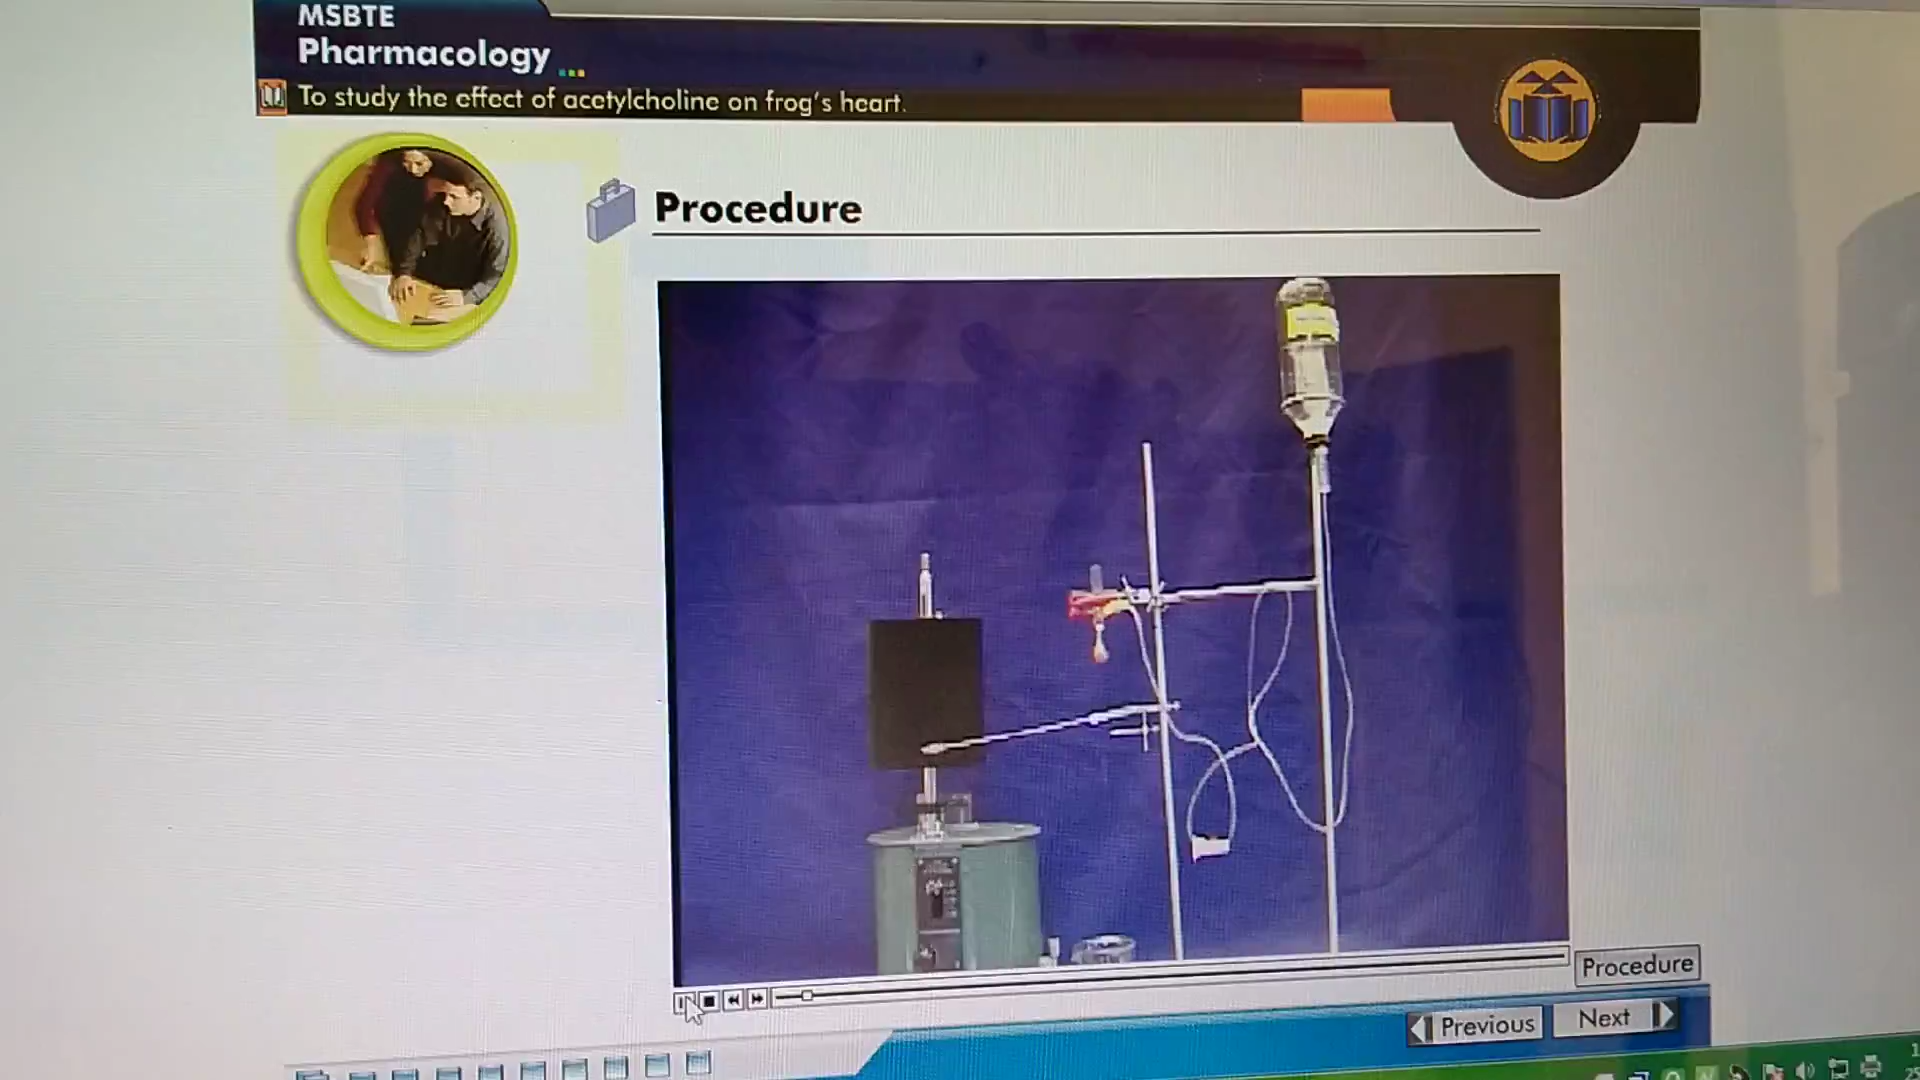 MSBTE
Pharmacology
To study the effect of acetylcholine on frog's heart.
Procedure
Procedure
Previous
Next